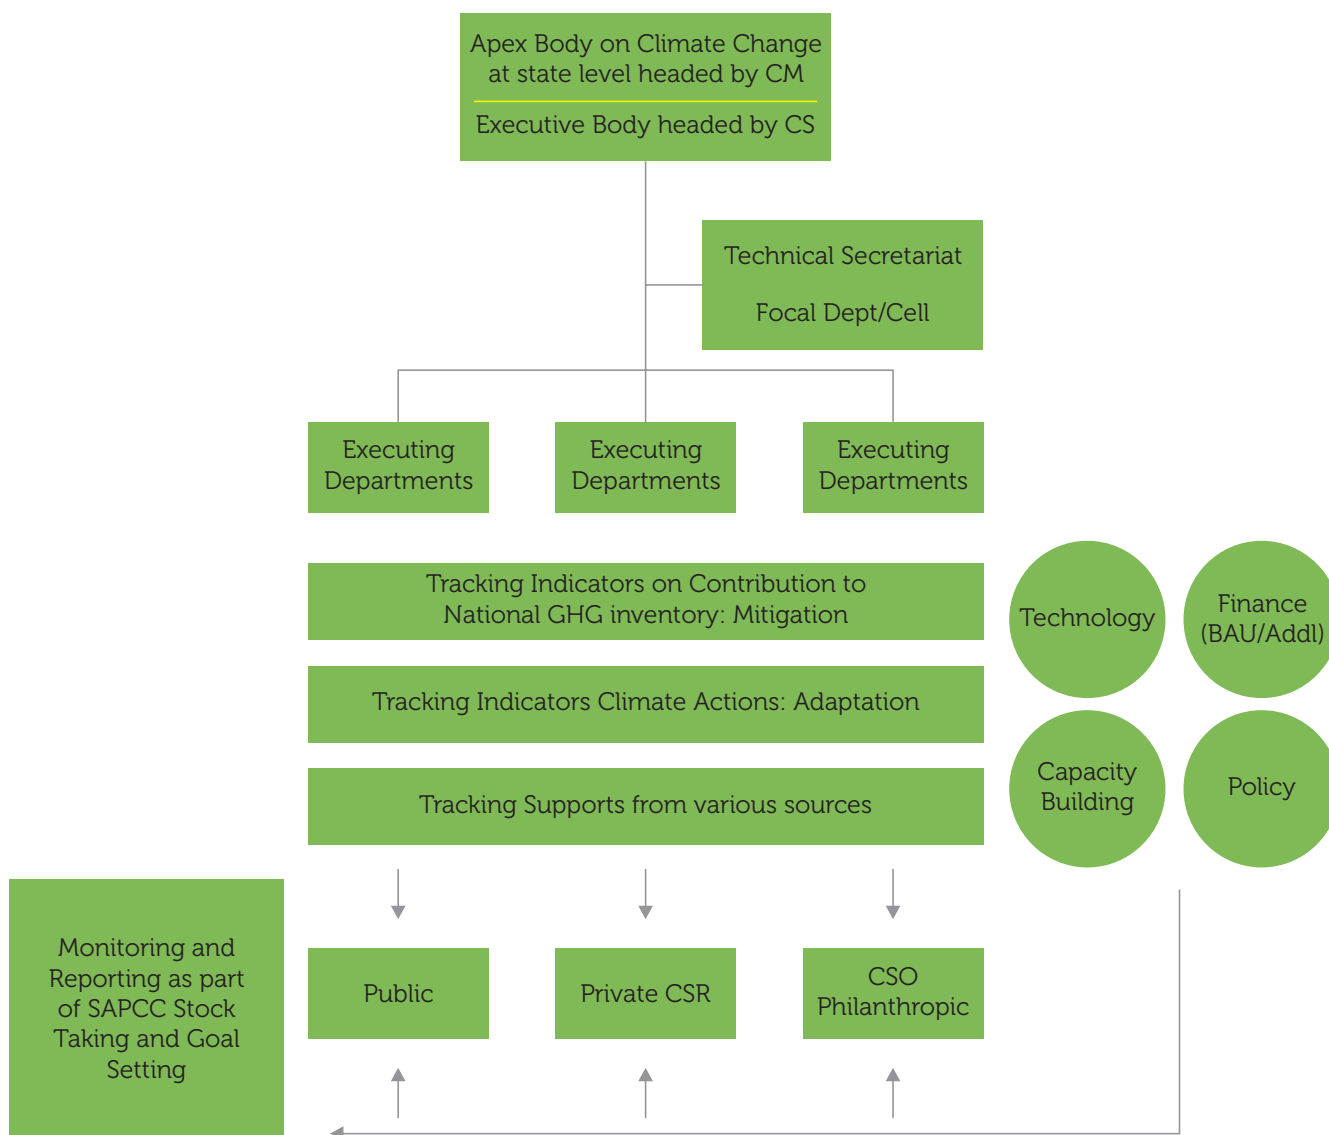 Apex Body on Climate Change
at state level headed by CM
Executive Body headed by CS
Technical Secretariat
Focal Dept/Cell
Executing
Departments
Executing
Departments
Executing
Departments
Tracking Indicators on Contribution to
National GHG inventory: Mitigation
Technology
Finance
(BAU/Addl)
Tracking Indicators Climate Actions: Adaptation
Tracking Supports from various sources
Capacity
Building
Policy
Monitoring and
Reporting as part
of SAPCC Stock
Taking and Goal
Setting
Public
Private CSR
CSO
Philanthropic